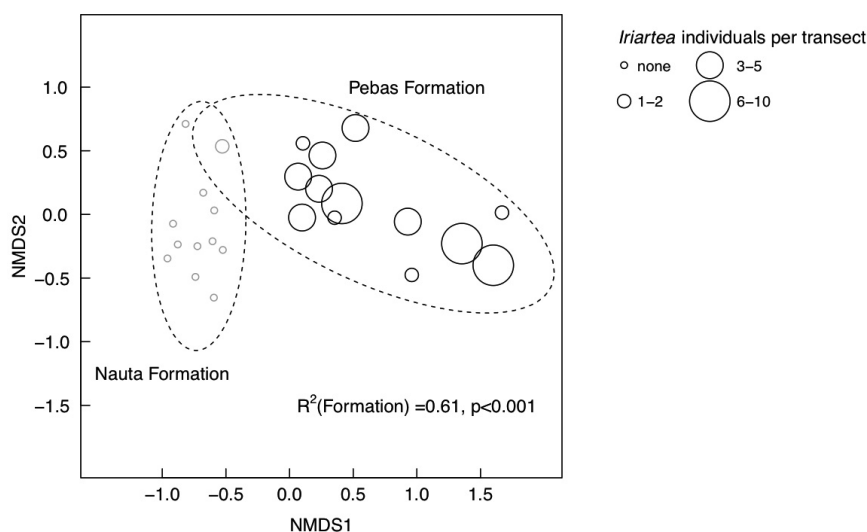 Iriartea individuals per transect
none
3–5
1–2
6–10
Pebas Formation
1.0
0.5
0.0
−0.5
−1.0
−1.5
NMDS2
Nauta Formation
R²(Formation) =0.61, p<0.001
−1.0
−0.5
0.0
0.5
1.0
1.5
NMDS1